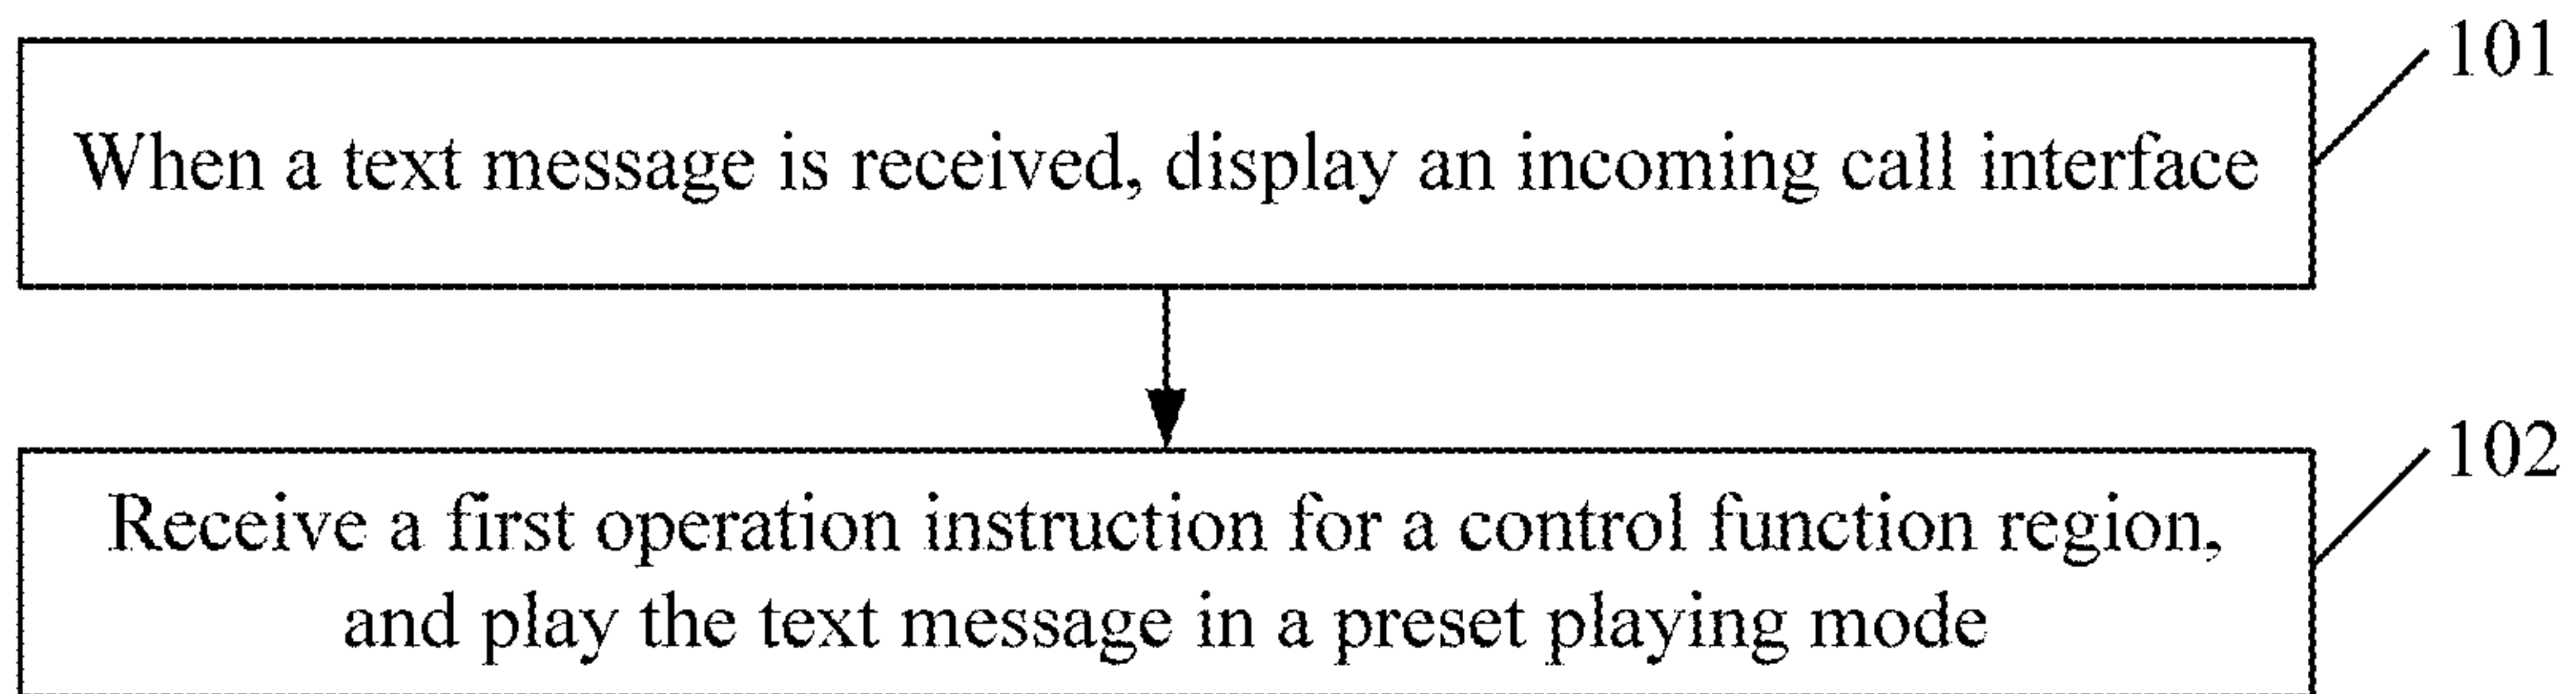 101
When a text message is received, display an incoming call interface
102
Receive a first operation instruction for a control function region,
and play the text message in a preset playing mode